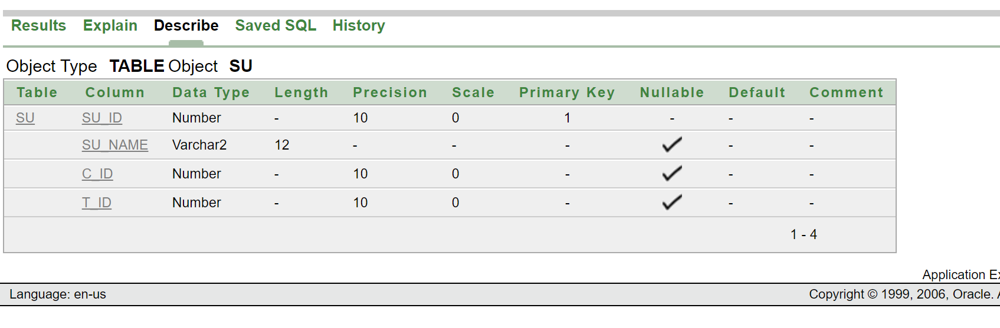 Results Explain Describe Saved SQL History
Object Type TABLE Object SU
Table Column Data Type Length Precision Scale Primary Key Nullable Default Comment
SU SU_ID Number - 10 0 1 - - -
SU_NAME Varchar2 12 - - - - -
C_ID Number - 10 0 - - -
T_ID Number - 10 0 - - -
1 - 4
Application
Language: en-us Copyright © 1999, 2006, Oracle.